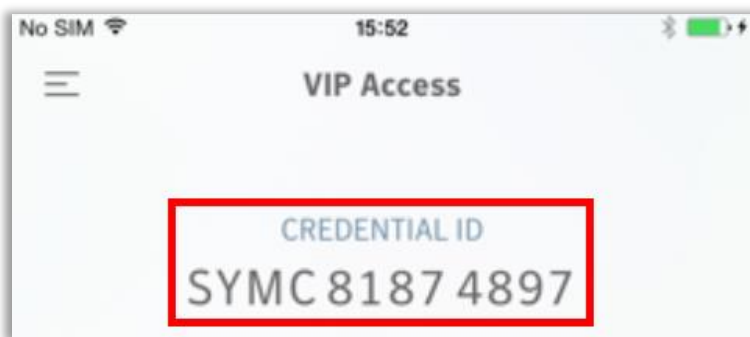 No SIM 15:52
VIP Access
CREDENTIAL ID
SYMC 8187 4897